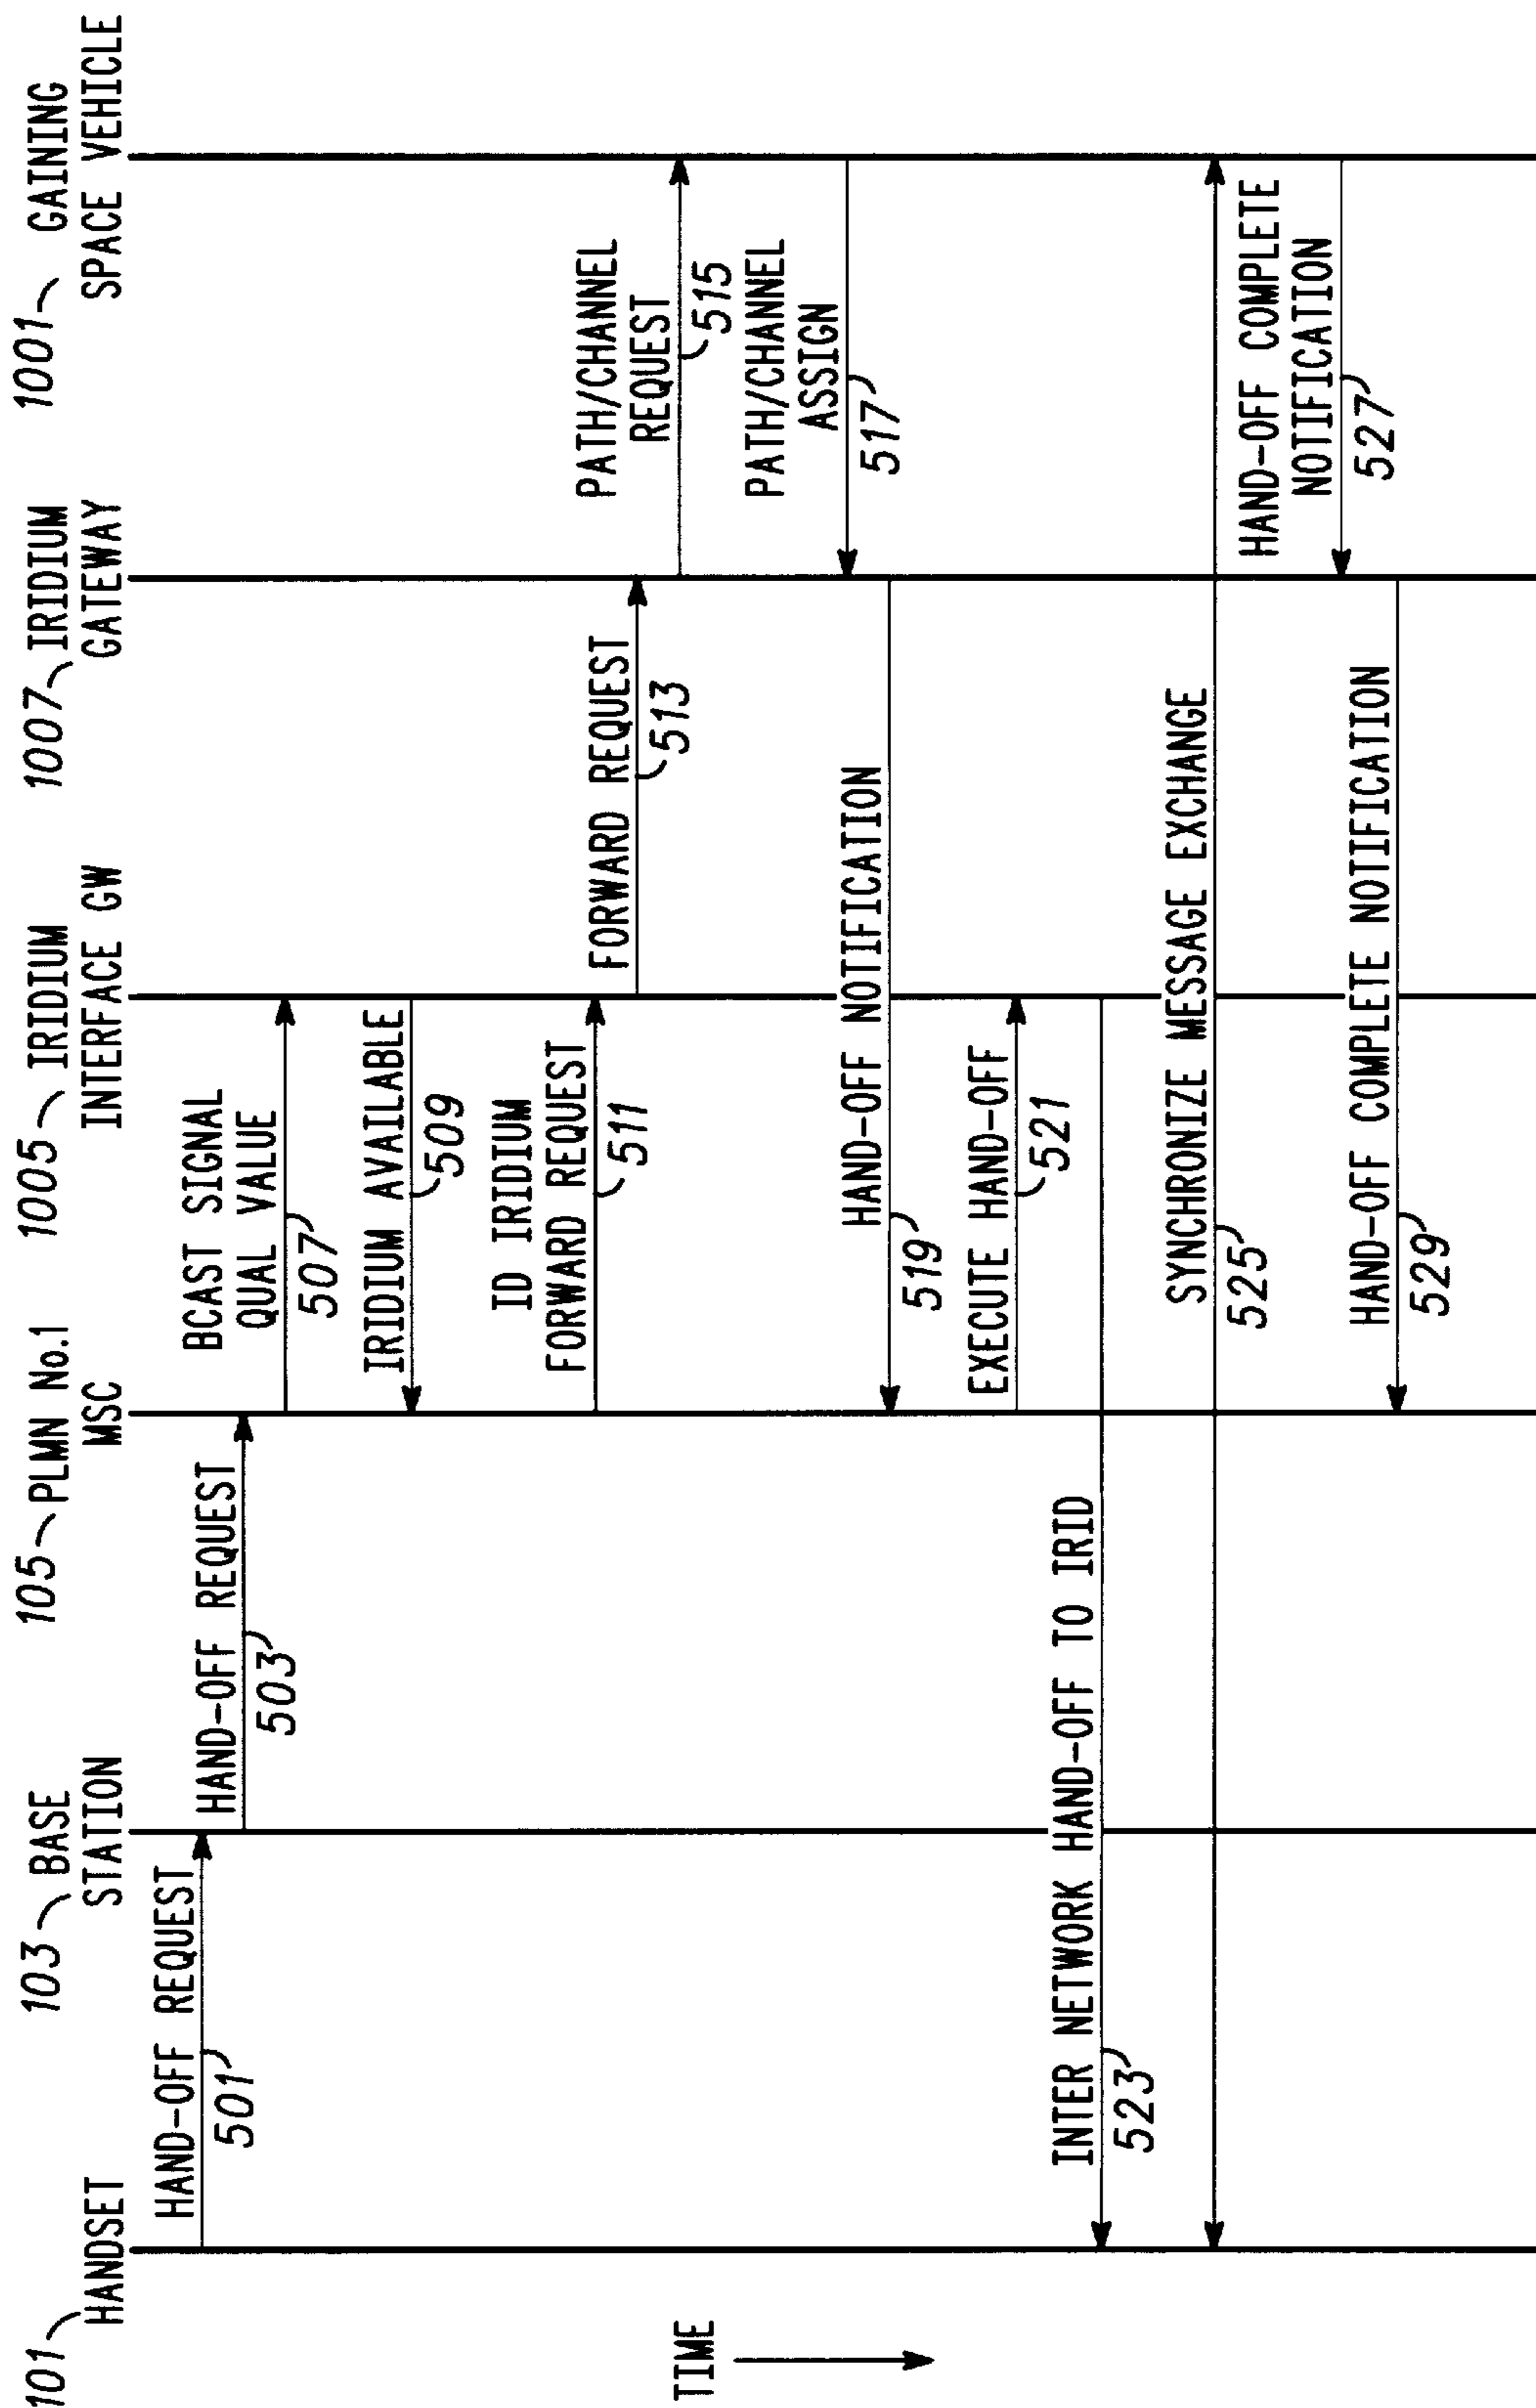 101
HANDSET
103 BASE
STATION
105 PLMN No.1
MSC
1005 IRIDIUM
INTERFACE GW
1007 IRIDIUM
GATEWAY
1001 GAINING
SPACE VEHICLE
HAND-OFF REQUEST
501
HAND-OFF REQUEST
503
BCAST SIGNAL
QUAL VALUE
507
IRIDIUM AVAILABLE
509
ID IRIDIUM
FORWARD REQUEST
511
FORWARD REQUEST
513
PATH/CHANNEL
REQUEST
515
PATH/CHANNEL
ASSIGN
517
HAND-OFF NOTIFICATION
519
EXECUTE HAND-OFF
521
INTER NETWORK HAND-OFF TO IRID
523
SYNCHRONIZE MESSAGE EXCHANGE
525
HAND-OFF COMPLETE
NOTIFICATION
527
HAND-OFF COMPLETE NOTIFICATION
529
TIME